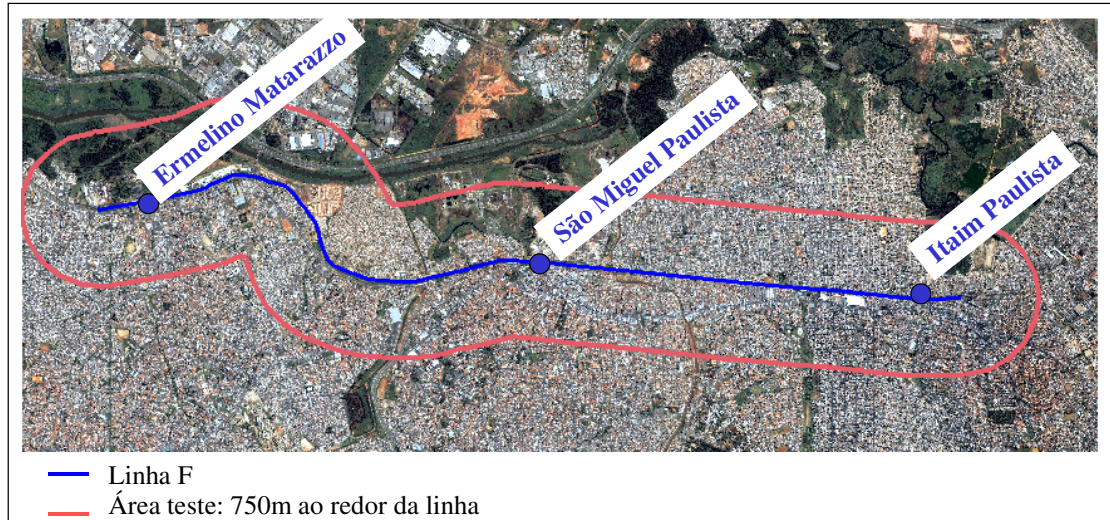 Ermelino Matarazzo
São Miguel Paulista
Itaim Paulista
Linha F
Área teste: 750m ao redor da linha